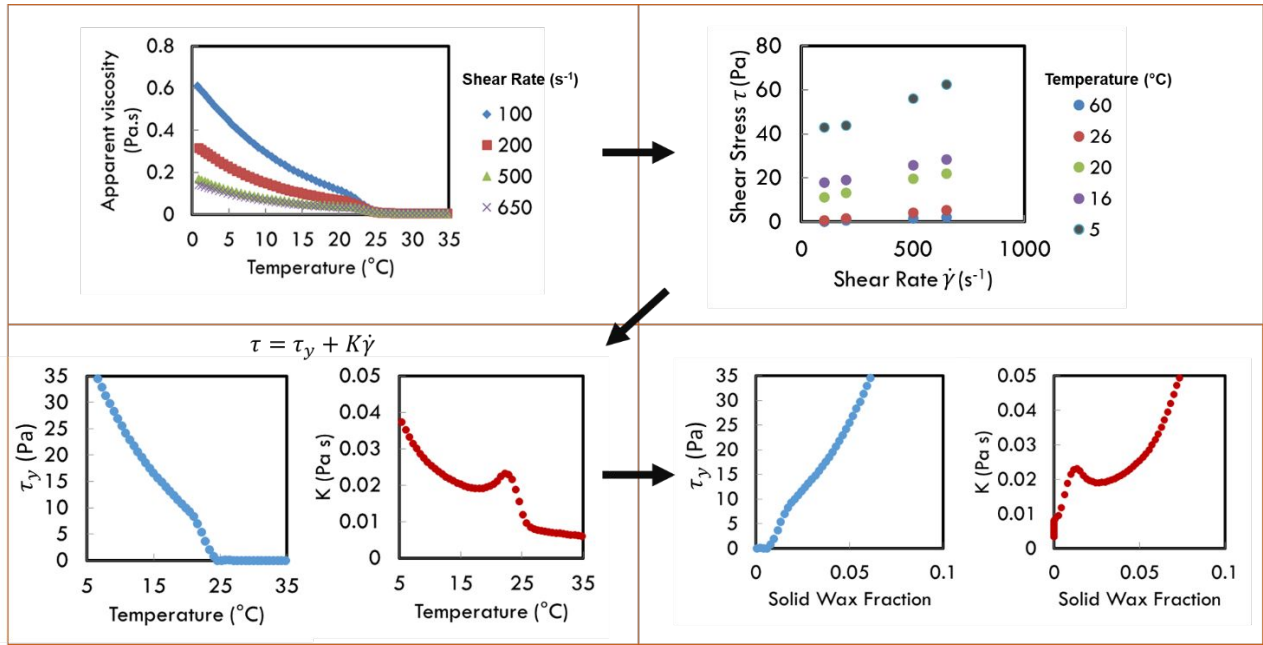 0.8
0.6
0.4
0.2
0
Apparent viscosity
(Pa.s)
0 5 10 15 20 25 30 35
Temperature (°C)
Shear Rate (s-1)
100
200
500
650
80
60
40
20
0
Shear Stress τ (Pa)
0 500 1000
Shear Rate γ̇ (s-1)
Temperature (°C)
60
26
20
16
5
τ = τy + Kγ̇
35
30
25
20
15
10
5
0
τy (Pa)
5 15 25 35
Temperature (°C)
0.05
0.04
0.03
0.02
0.01
0
K (Pa s)
5 15 25 35
Temperature (°C)
35
30
25
20
15
10
5
0
τy (Pa)
0 0.05 0.1
Solid Wax Fraction
0.05
0.04
0.03
0.02
0.01
0
K (Pa s)
0 0.05 0.1
Solid Wax Fraction